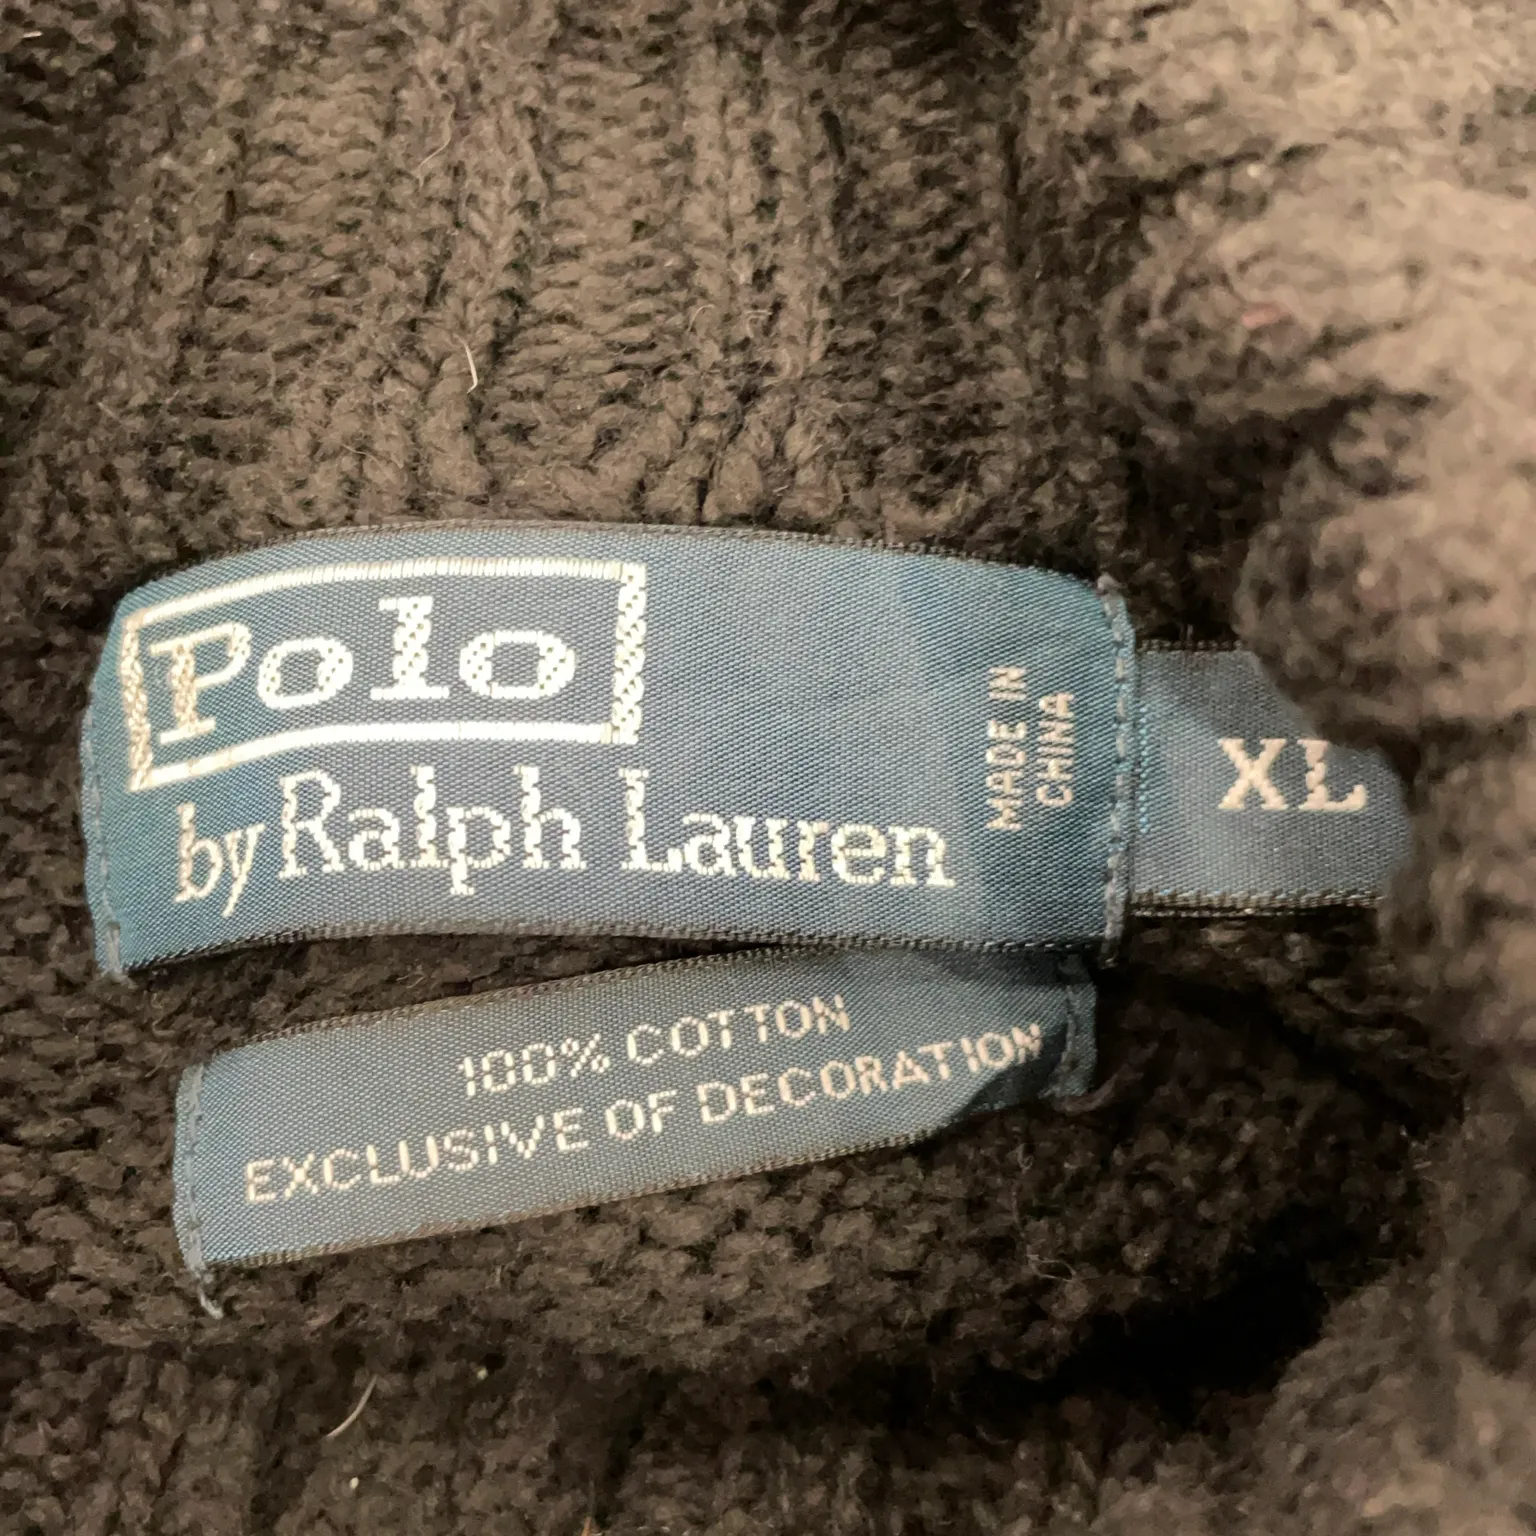 Polo
by Ralph Lauren
MADE IN
CHINA
XL
100% COTTON
EXCLUSIVE OF DECORATION